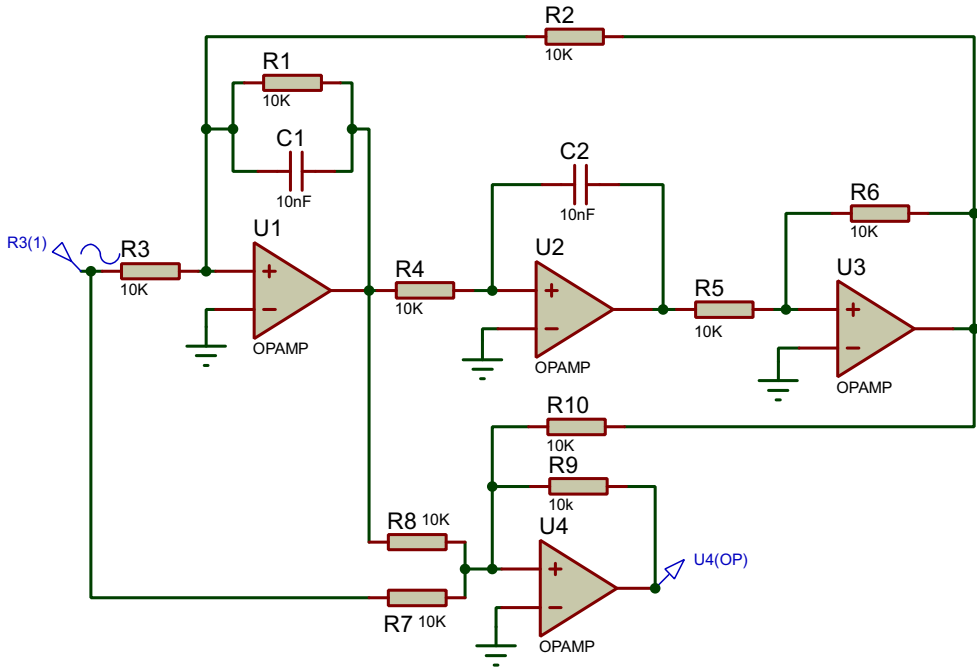 R2
10K
R1
10K
C1
10nF
C2
10nF
R6
10K
R3(1)
R3
10K
U1
+
−
OPAMP
R4
10K
U2
+
−
OPAMP
R5
10K
U3
+
−
OPAMP
R10
10K
R9
10k
R8 10K
U4
+
−
OPAMP
U4(OP)
R7 10K